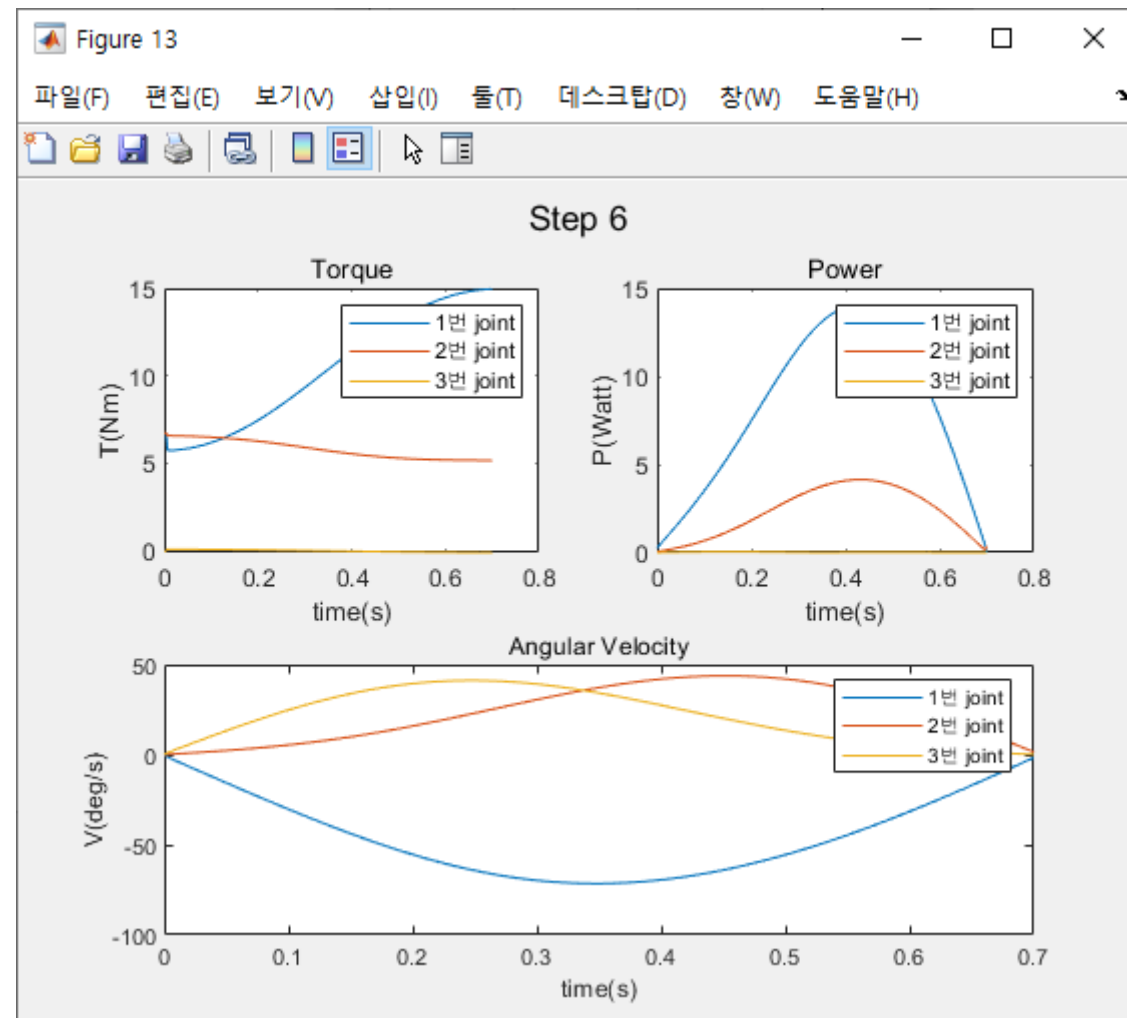 Figure 13
파일(F) 편집(E) 보기(V) 삽입(I) 툴(T) 데스크탑(D) 창(W) 도움말(H)
Step 6
Torque
15
10
5
0
T(Nm)
0 0.2 0.4 0.6 0.8
time(s)
1번 joint
2번 joint
3번 joint
Power
15
10
5
0
P(Watt)
0 0.2 0.4 0.6 0.8
time(s)
1번 joint
2번 joint
3번 joint
Angular Velocity
50
0
-50
-100
V(deg/s)
0 0.1 0.2 0.3 0.4 0.5 0.6 0.7
time(s)
1번 joint
2번 joint
3번 joint